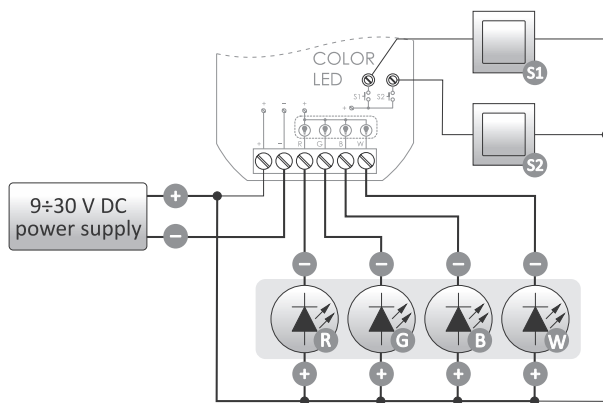 COLOR
LED
S1
S2
S1
S2
+
−
+
+
+
−
R
G
B
W
9÷30 V DC
power supply
+
−
−
−
−
−
R
G
B
W
+
+
+
+